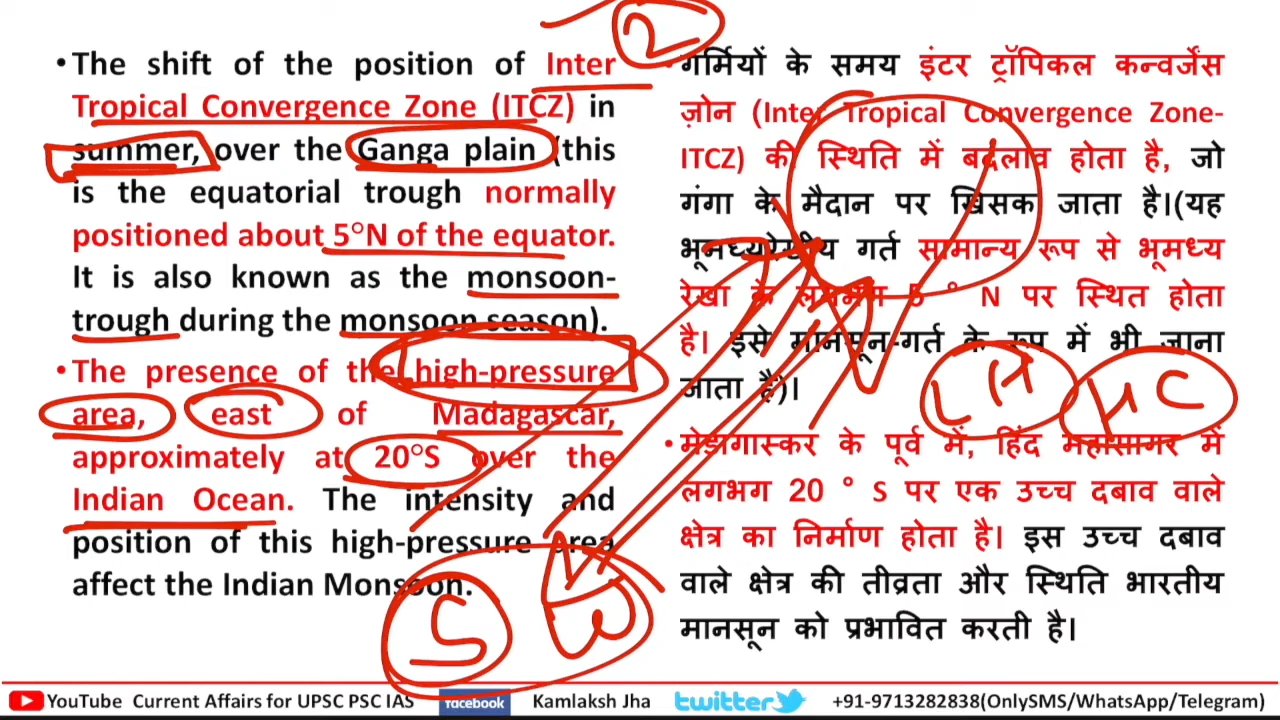 2
•The shift of the position of Inter
Tropical Convergence Zone (ITCZ) in
summer, over the Ganga plain (this
is the equatorial trough normally
positioned about 5°N of the equator.
It is also known as the monsoon-
trough during the monsoon season).
•The presence of the high-pressure
area, east of Madagascar,
approximately at 20°S over the
Indian Ocean. The intensity and
position of this high-pressure area
affect the Indian Monsoon.
S W
•गर्मियों के समय इंटर ट्रॉपिकल कन्वर्जेंस
ज़ोन (Inter Tropical Convergence Zone-
ITCZ) की स्थिति में बदलाव होता है, जो
गंगा के मैदान पर खिसक जाता है।(यह
भूमध्यरेखीय गर्त सामान्य रूप से भूमध्य
रेखा के लगभग 5 ° N पर स्थित होता
है। इसे मानसून-गर्त के रूप में भी जाना
जाता है)।
•मेडागास्कर के पूर्व में, हिंद महासागर में
लगभग 20 ° S पर एक उच्च दबाव वाले
क्षेत्र का निर्माण होता है। इस उच्च दबाव
वाले क्षेत्र की तीव्रता और स्थिति भारतीय
मानसून को प्रभावित करती है।
YouTube Current Affairs for UPSC PSC IAS facebook Kamlaksh Jha twitter +91-9713282838(OnlySMS/WhatsApp/Telegram)